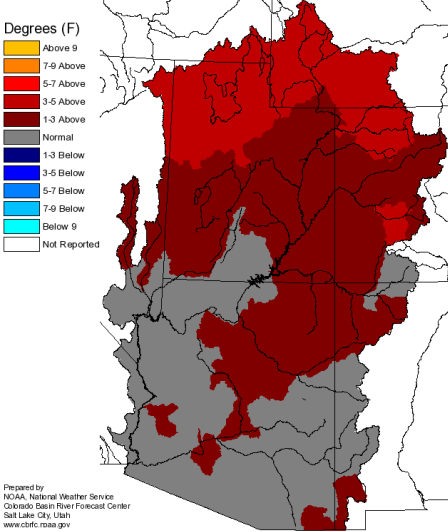 Degrees (F)
Above 9
7-9 Above
5-7 Above
3-5 Above
1-3 Above
Normal
1-3 Below
3-5 Below
5-7 Below
7-9 Below
Below 9
Not Reported
Prepared by
NOAA, National Weather Service
Colorado Basin River Forecast Center
Salt Lake City, Utah
www.cbrfc.noaa.gov